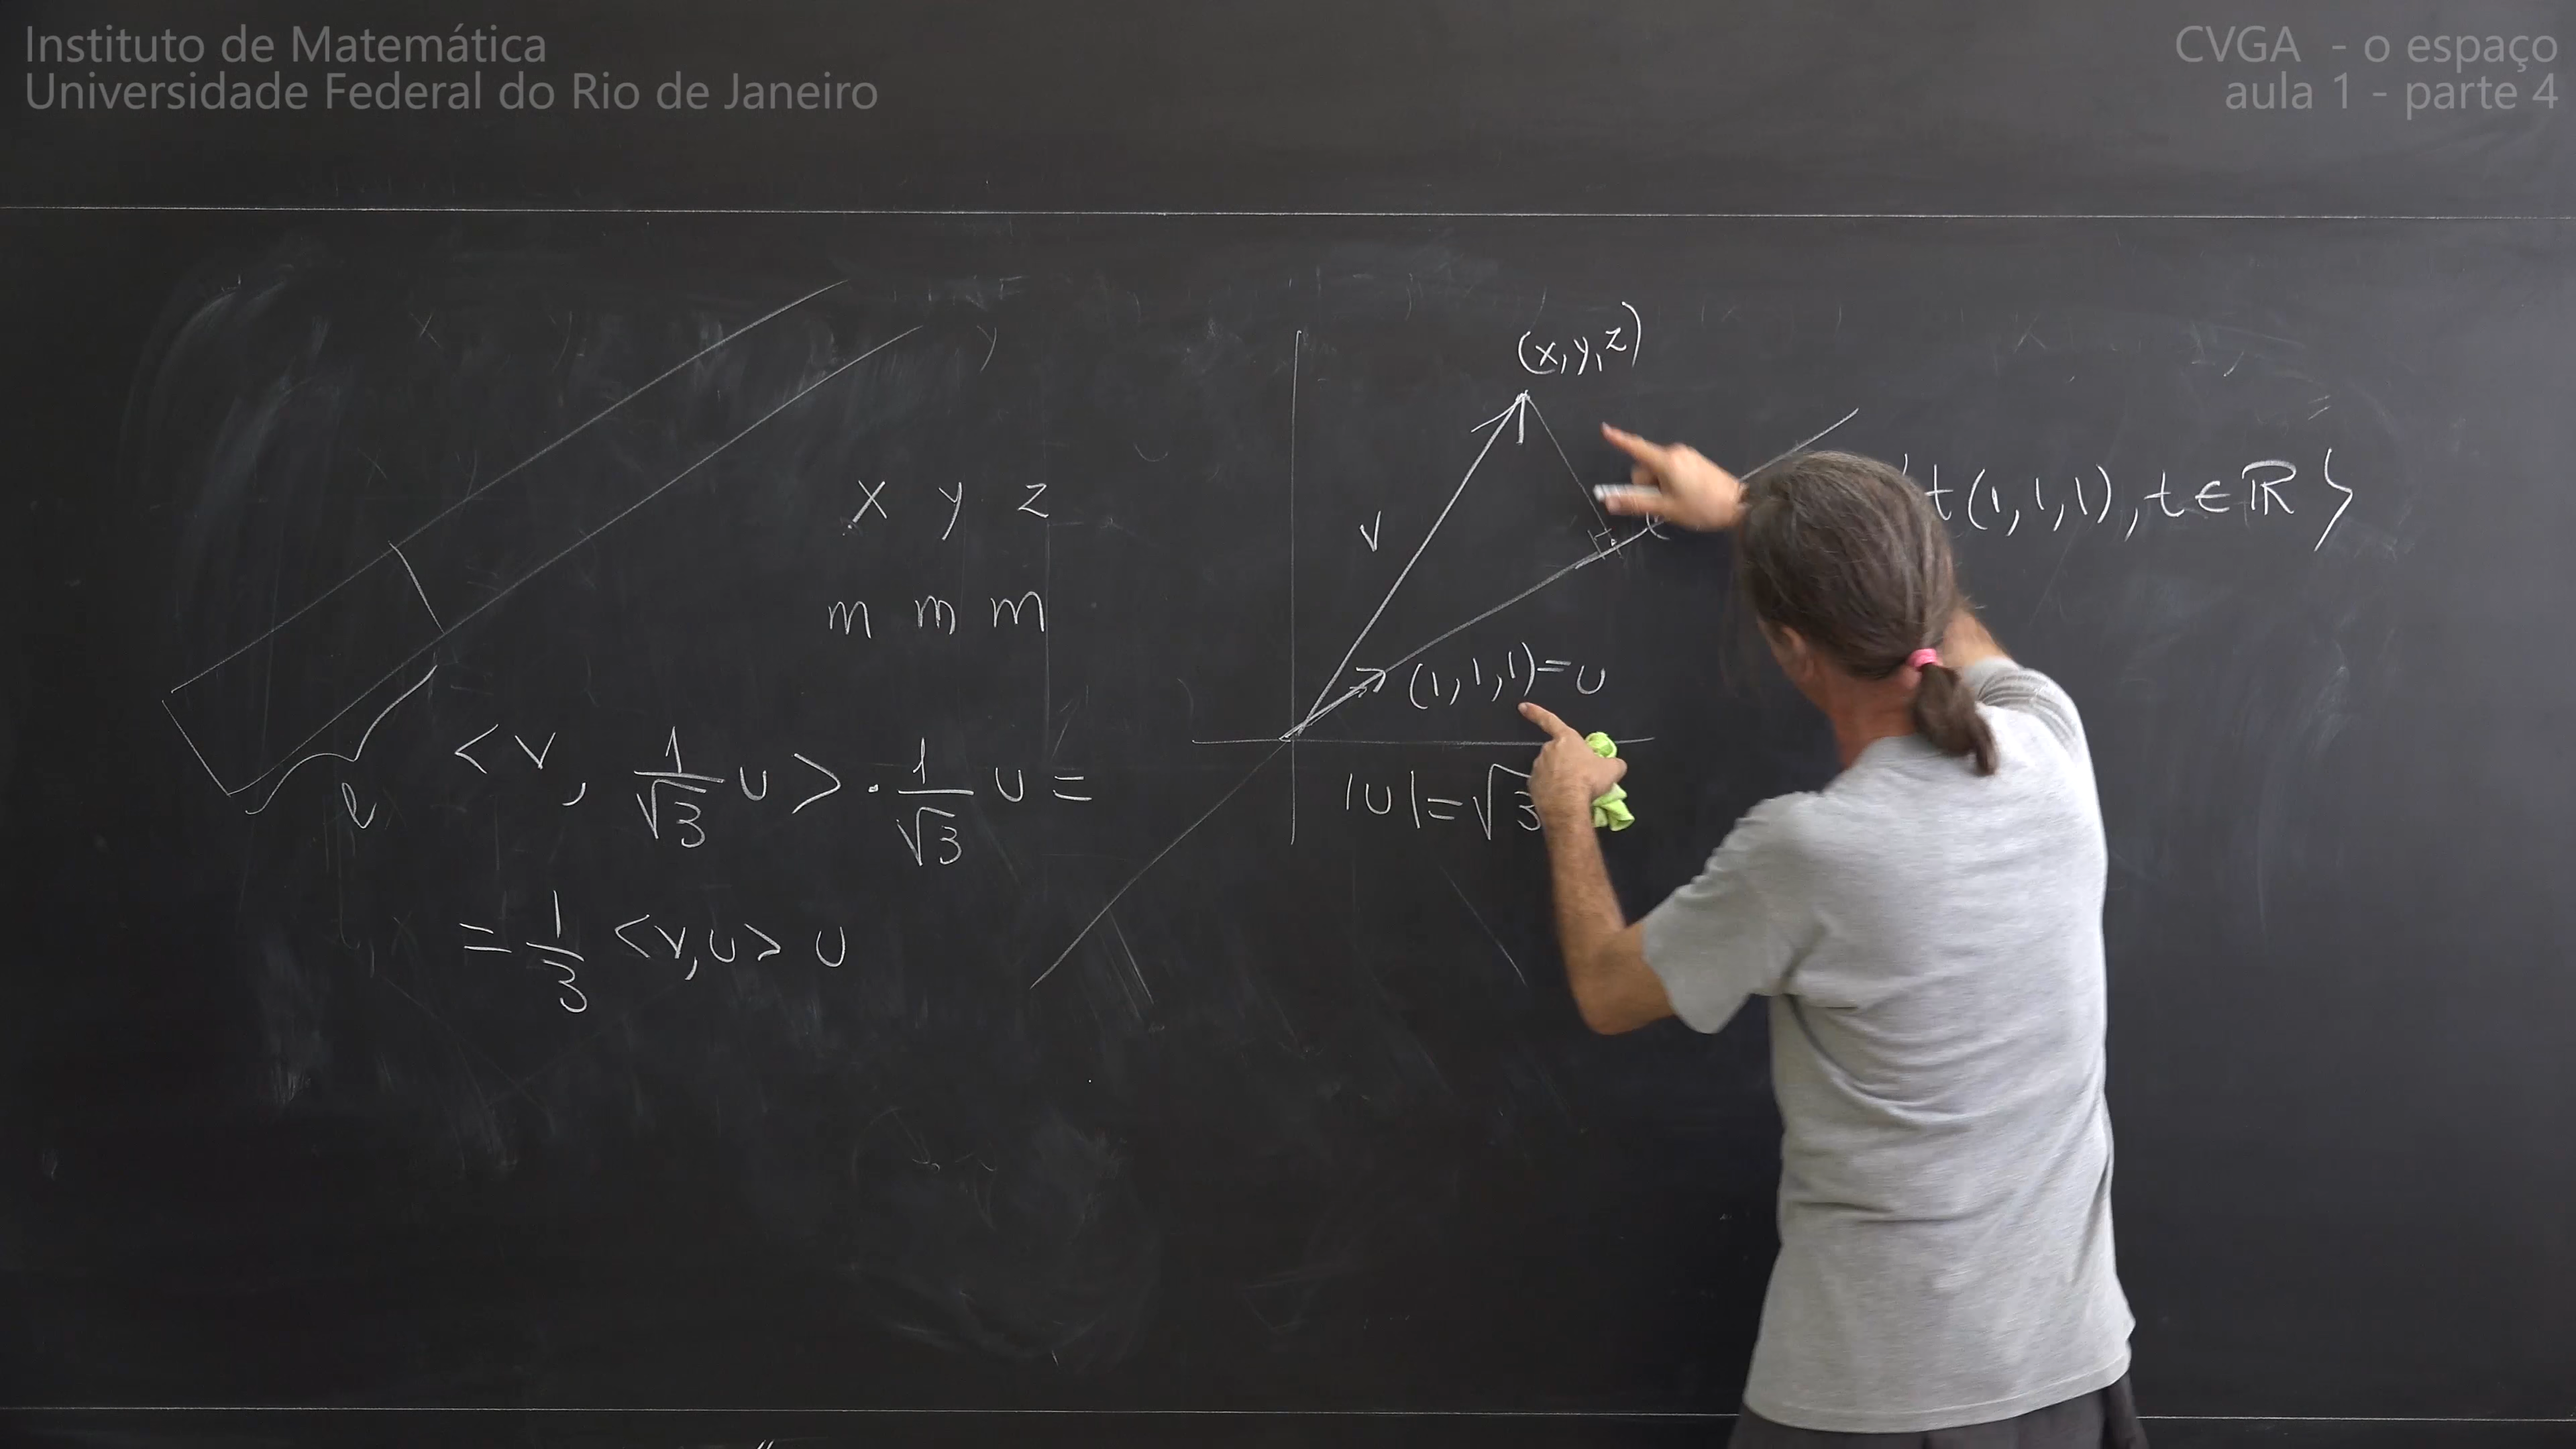 Instituto de Matemática
Universidade Federal do Rio de Janeiro
CVGA - o espaço
aula 1 - parte 4
x y z
m m m
l
< v, 1/√3 u > · 1/√3 u =
= 1/3 <v,u> u
(x,y,z)
v
(1,1,1)=u
|u|=√3
t(1,1,1), t∈ℝ}